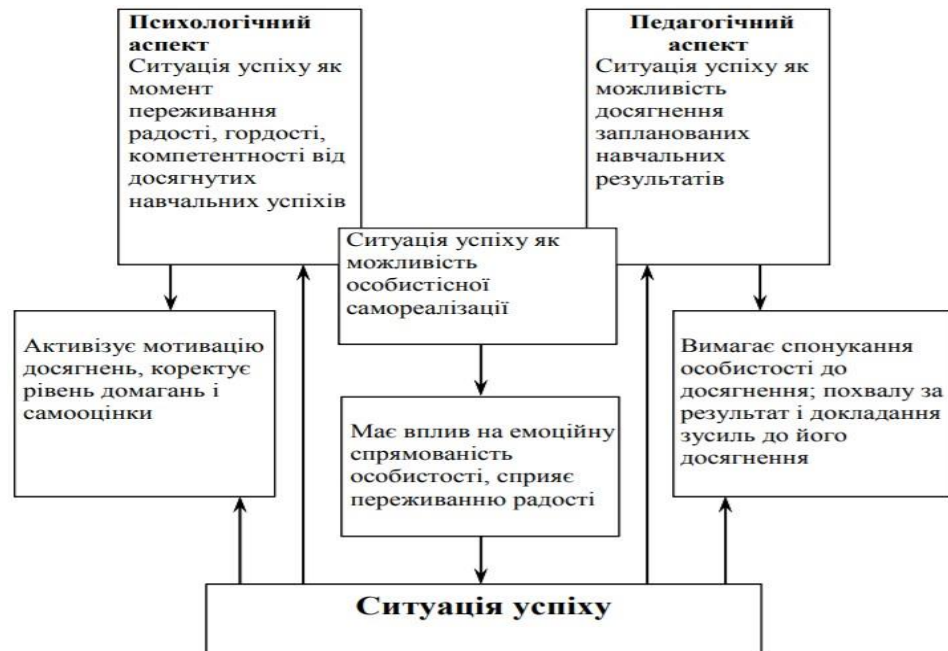 Психологічний
аспект
Ситуація успіху як
момент
переживання
радості, гордості,
компетентності від
досягнутих
навчальних успіхів
Педагогічний
аспект
Ситуація успіху як
можливість
досягнення
запланованих
навчальних
результатів
Ситуація успіху як
можливість
особистісної
самореалізації
Активізує мотивацію
досягнень, коректує
рівень домагань і
самооцінки
Має вплив на емоційну
спрямованість
особистості, сприяє
переживанню радості
Вимагає спонукання
особистості до
досягнення; похвалу за
результат і докладання
зусиль до його
досягнення
Ситуація успіху